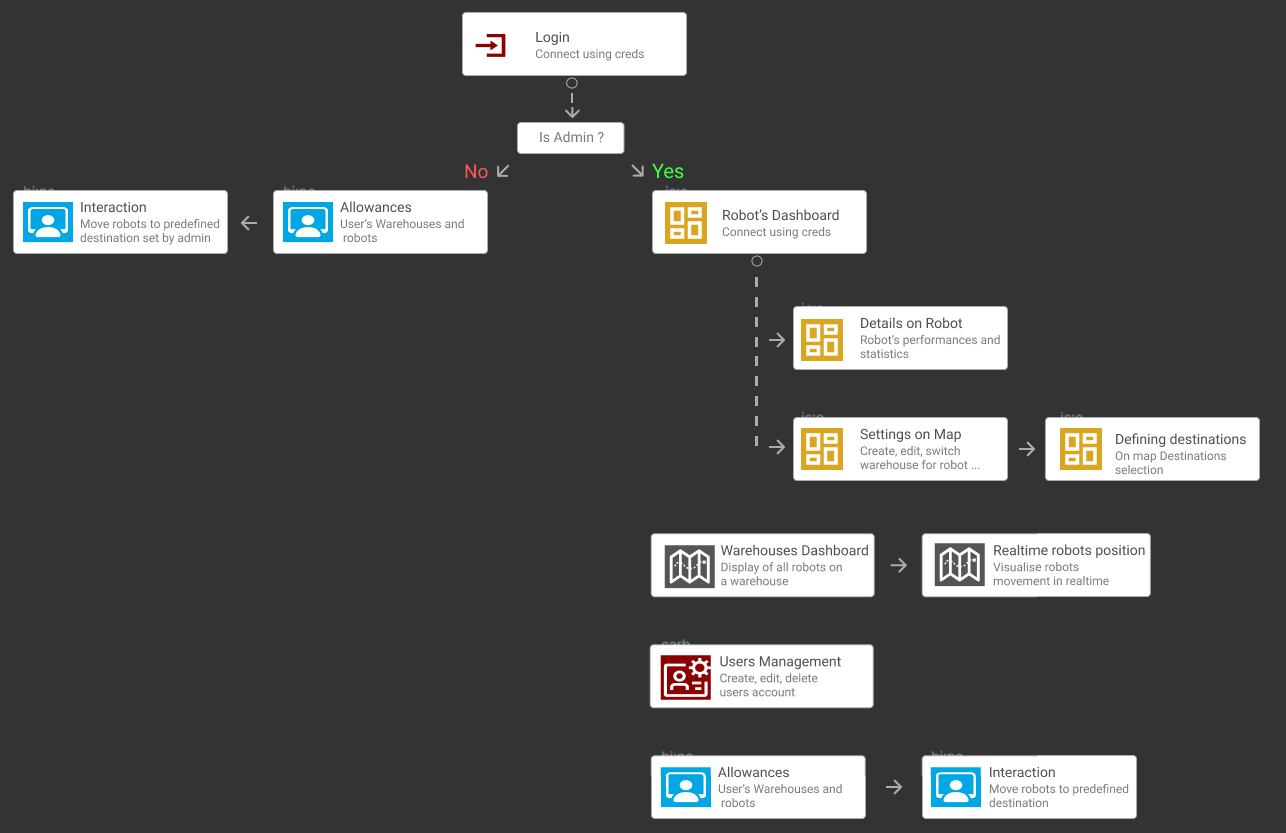 Login
Connect using creds
Is Admin ?
No
Yes
Interaction
Move robots to predefined
destination set by admin
Allowances
User's Warehouses and
robots
Robot's Dashboard
Connect using creds
Details on Robot
Robot's performances and
statistics
Settings on Map
Create, edit, switch
warehouse for robot ...
Defining destinations
On map Destinations
selection
Warehouses Dashboard
Display of all robots on
a warehouse
Realtime robots position
Visualise robots
movement in realtime
Users Management
Create, edit, delete
users account
Allowances
User's Warehouses and
robots
Interaction
Move robots to predefined
destination